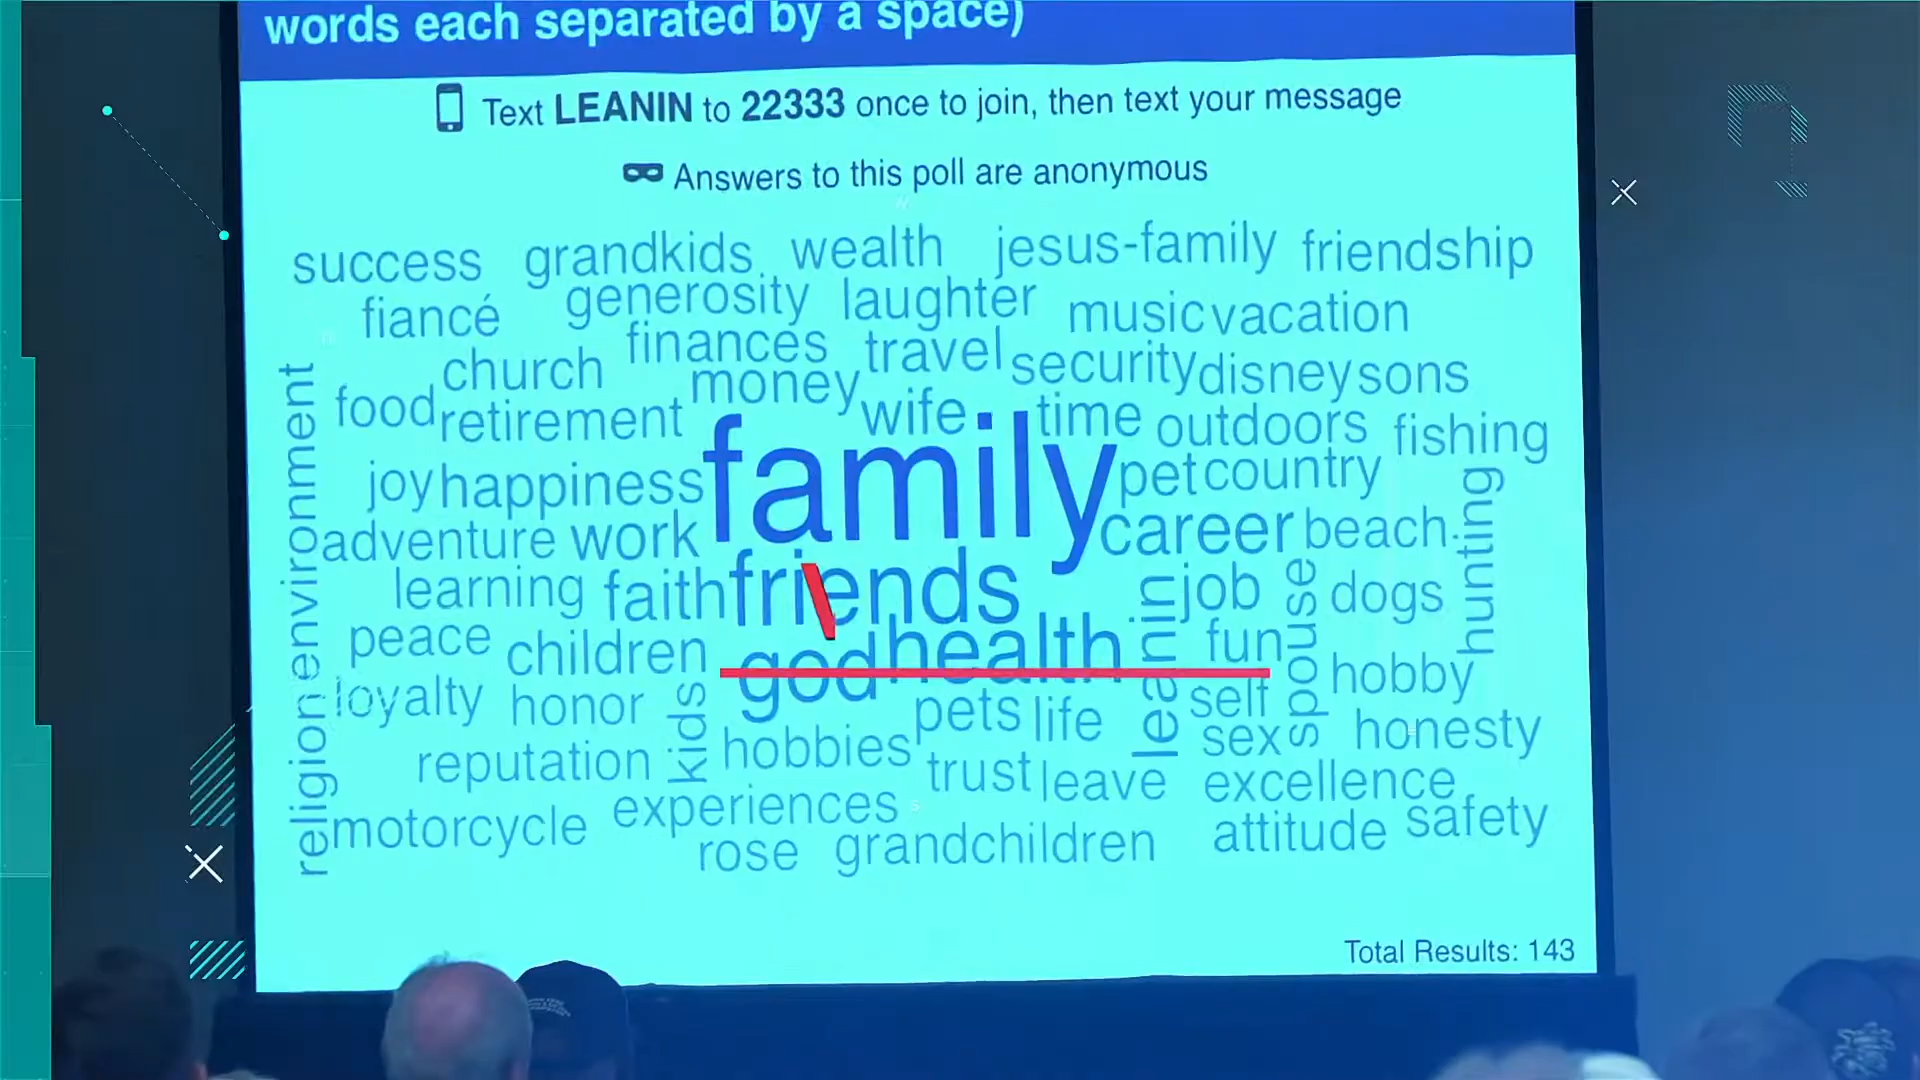 words each separated by a space)
Text LEANIN to 22333 once to join, then text your message
Answers to this poll are anonymous
success grandkids wealth jesus-family friendship
fiancé generosity laughter music vacation
church finances travel security disney sons
food retirement money wife time outdoors fishing
joy happiness family pet country
environment adventure work career beach hunting
learning faith friends leanin job spouse dogs
peace children god health fun hobby
religion loyalty honor kids pets life self
reputation hobbies trust leave sex honesty
motorcycle experiences excellence
rose grandchildren attitude safety
Total Results: 143